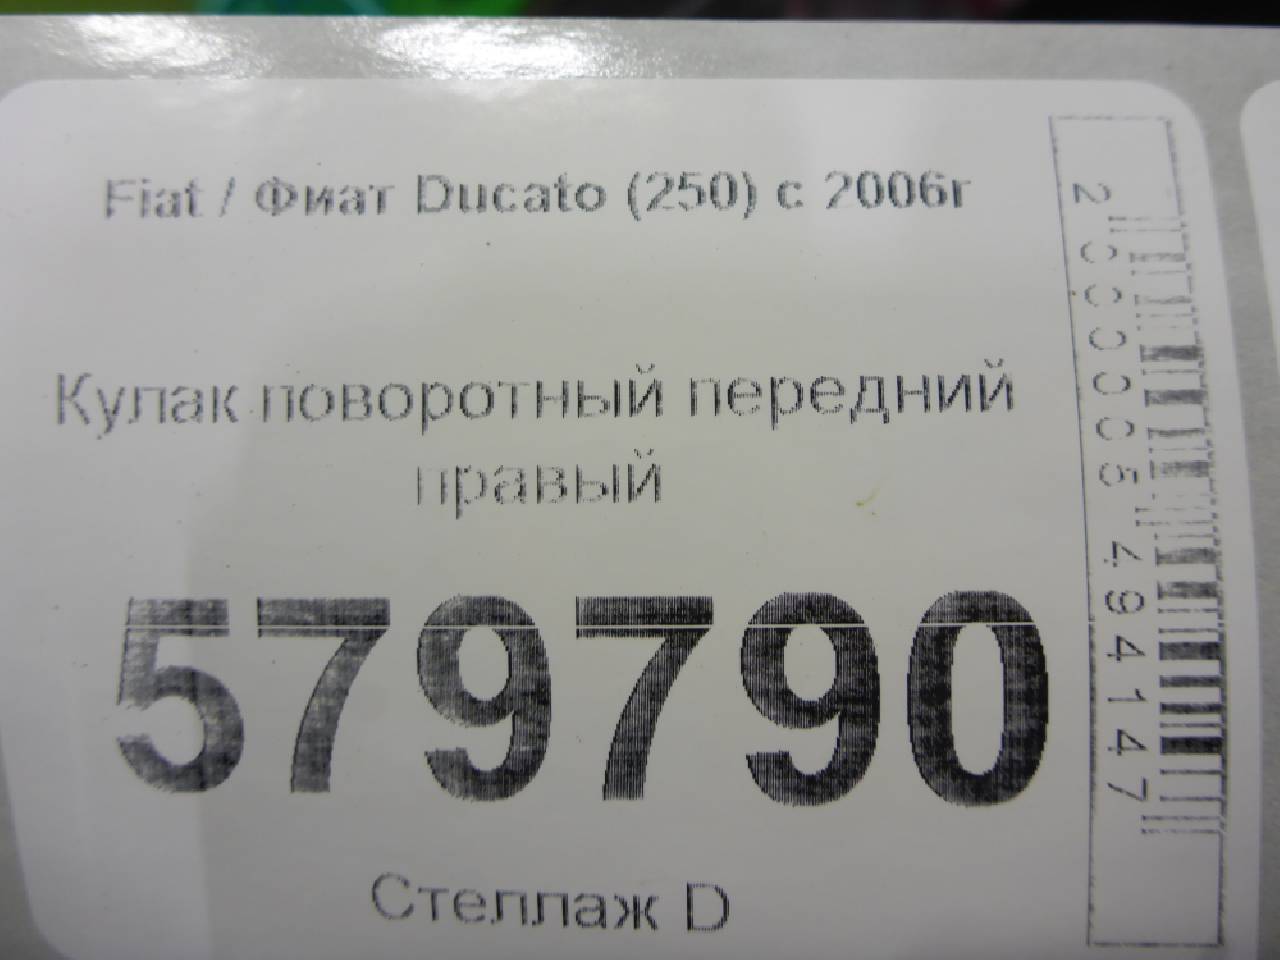 Fiat / Фиат Ducato (250) с 2006г
Кулак поворотный передний
правый
579790
Стеллаж D
2000005494147